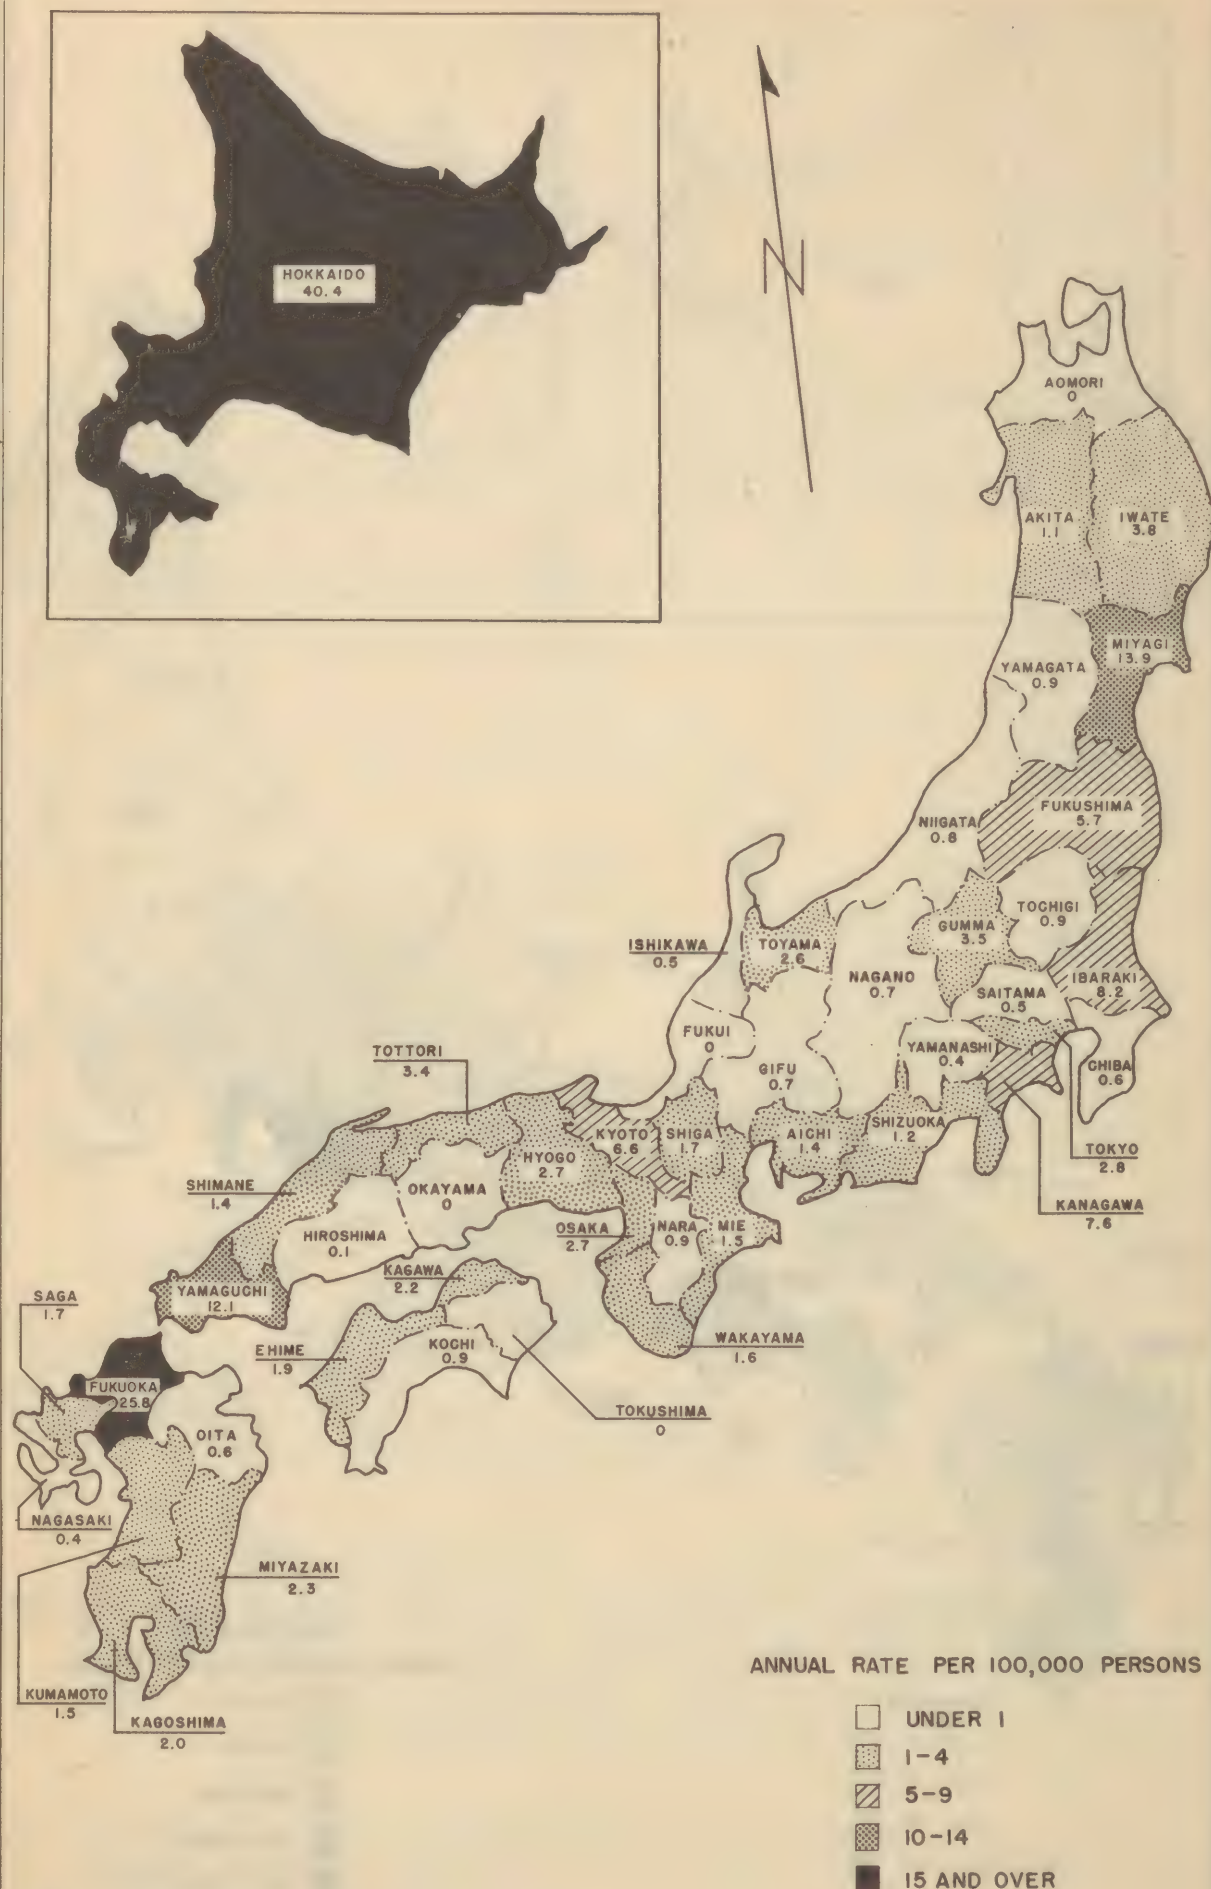 HOKKAIDO
40.4
N
AOMORI
0
AKITA
1.1
IWATE
3.8
MIYAGI
13.9
YAMAGATA
0.9
FUKUSHIMA
5.7
NIIGATA
0.8
TOCHIGI
0.9
GUMMA
3.5
ISHIKAWA
0.5
TOYAMA
2.6
NAGANO
0.7
IBARAKI
8.2
SAITAMA
0.5
FUKUI
0
YAMANASHI
0.4
TOTTORI
3.4
GIFU
0.7
CHIBA
0.6
KYOTO
6.6
SHIGA
1.7
AICHI
1.4
SHIZUOKA
1.2
TOKYO
2.8
HYOGO
2.7
SHIMANE
1.4
OKAYAMA
0
KANAGAWA
7.6
HIROSHIMA
0.1
OSAKA
2.7
NARA
0.9
MIE
1.5
KAGAWA
2.2
YAMAGUCHI
12.1
SAGA
1.7
EHIME
1.9
KOCHI
0.9
WAKAYAMA
1.6
FUKUOKA
25.8
TOKUSHIMA
0
OITA
0.6
NAGASAKI
0.4
MIYAZAKI
2.3
KUMAMOTO
1.5
KAGOSHIMA
2.0
ANNUAL RATE PER 100,000 PERSONS
UNDER 1
1-4
5-9
10-14
15 AND OVER